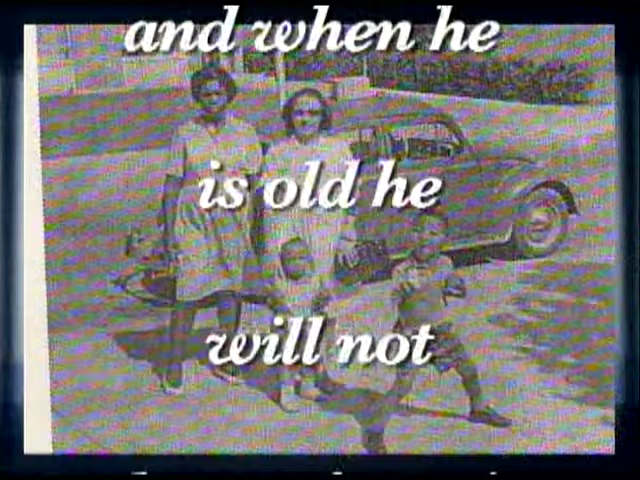 and when he
is old he
will not